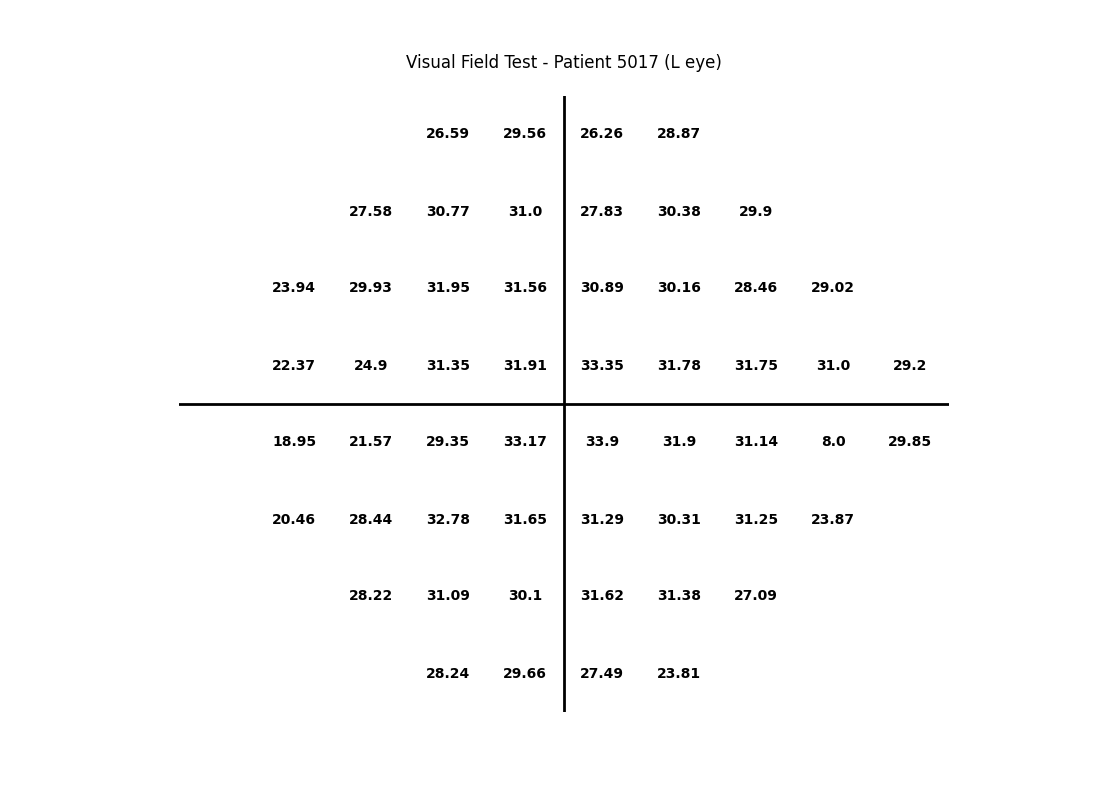 Visual Field Test - Patient 5017 (L eye)
26.59 29.56 26.26 28.87
27.58 30.77 31.0 27.83 30.38 29.9
23.94 29.93 31.95 31.56 30.89 30.16 28.46 29.02
22.37 24.9 31.35 31.91 33.35 31.78 31.75 31.0 29.2
18.95 21.57 29.35 33.17 33.9 31.9 31.14 8.0 29.85
20.46 28.44 32.78 31.65 31.29 30.31 31.25 23.87
28.22 31.09 30.1 31.62 31.38 27.09
28.24 29.66 27.49 23.81